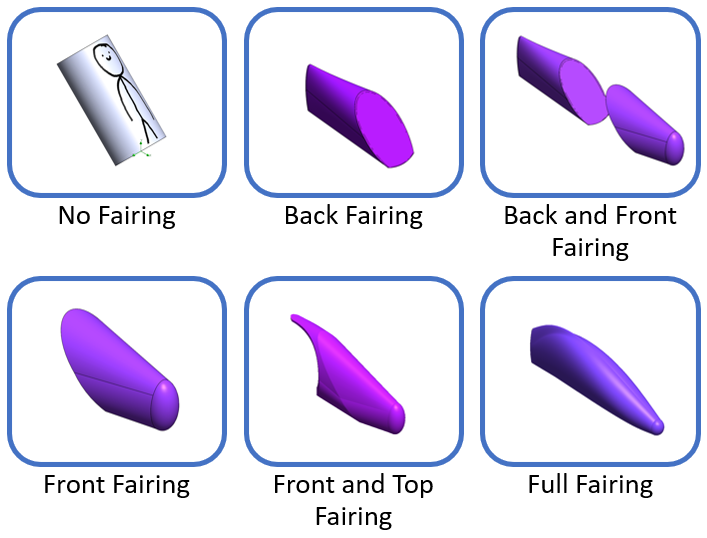 No Fairing
Back Fairing
Back and Front
Fairing
Front Fairing
Front and Top
Fairing
Full Fairing